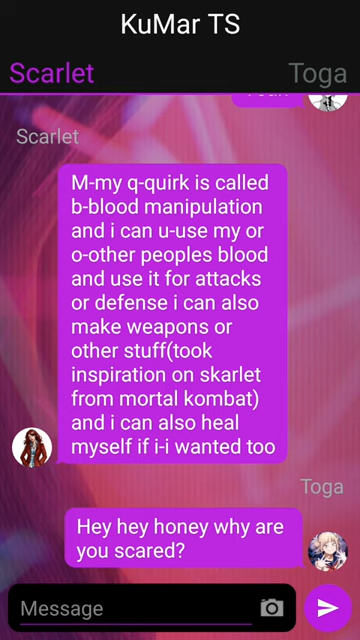 KuMar TS
Scarlet
Toga
Scarlet
M-my q-quirk is called
b-blood manipulation
and i can u-use my or
o-other peoples blood
and use it for attacks
or defense i can also
make weapons or
other stuff(took
inspiration on skarlet
from mortal kombat)
and i can also heal
myself if i-i wanted too
Toga
Hey hey honey why are
you scared?
Message